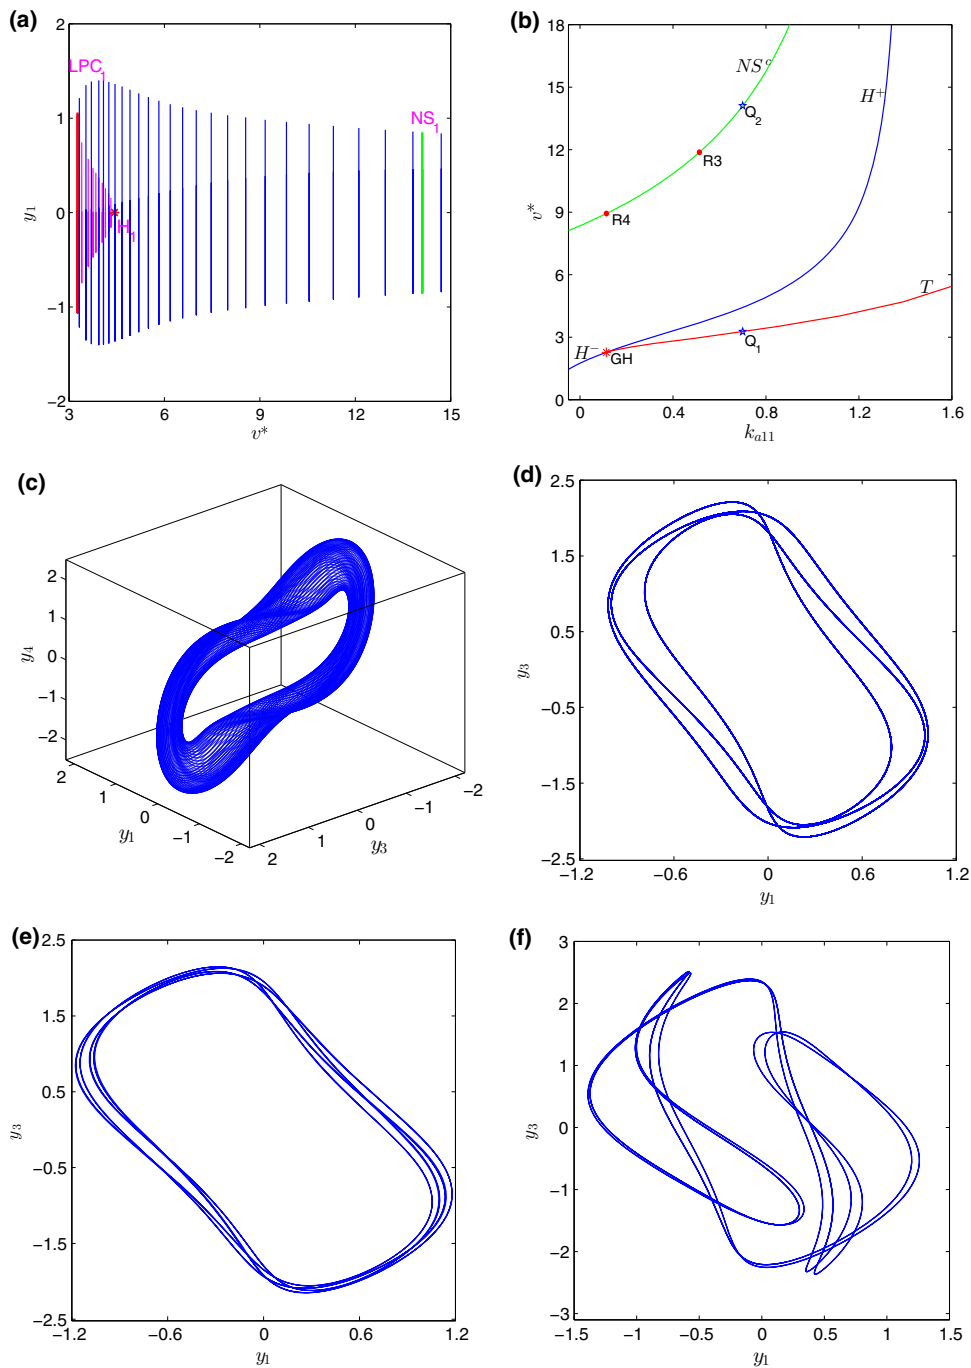 (a)
2
1
0
−1
−2
y1
LPC1
H1
NS1
3 6 9 12 15
v*
(b)
18
15
12
9
6
3
0
v*
NSc
H+
Q2
R3
R4
T
Q1
H−
GH
0 0.4 0.8 1.2 1.6
ka11
(c)
2
1
0
−1
−2
y4
2 1 0 −1 −2
y1
2 1 0 −1 −2
y3
(d)
2.5
1.5
0.5
−0.5
−1.5
−2.5
y3
−1.2 −0.6 0 0.6 1.2
y1
(e)
2.5
1.5
0.5
−0.5
−1.5
−2.5
y3
−1.2 −0.6 0 0.6 1.2
y1
(f)
3
2
1
0
−1
−2
−3
y3
−1.5 −1 −0.5 0 0.5 1 1.5
y1